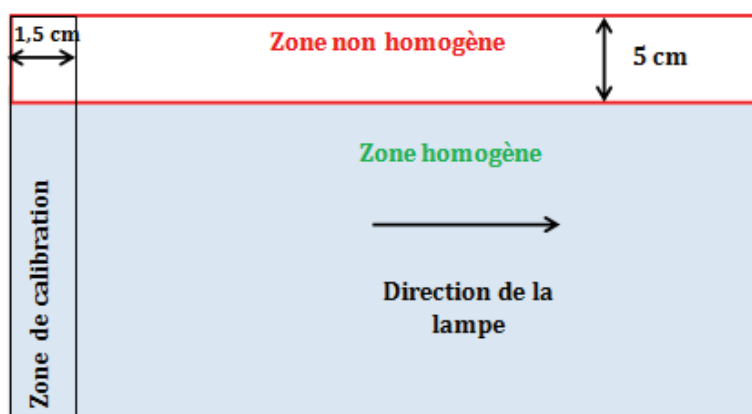 1,5 cm
Zone non homogène
5 cm
Zone homogène
Zone de calibration
Direction de la
lampe